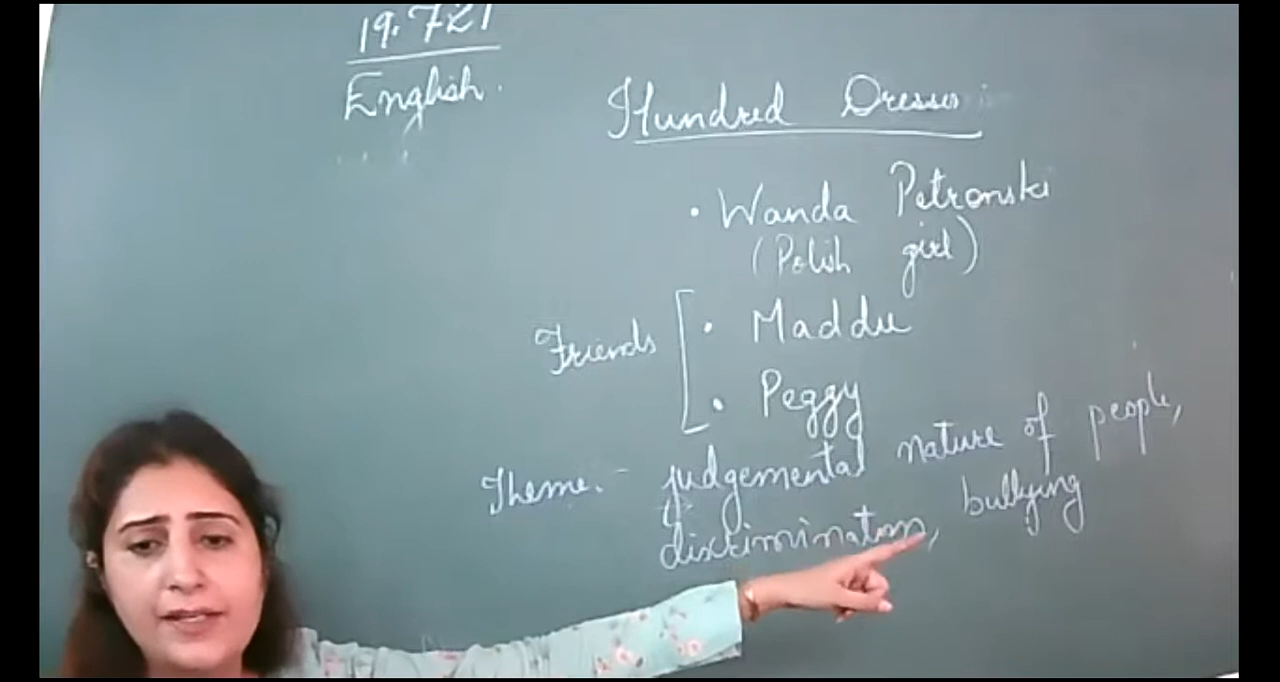 19.7.21
English.
Hundred Dresses
• Wanda Petronski
(Polish girl)
Friends
• Maddie
• Peggy
Theme. - judgemental nature of people,
discrimination, bullying